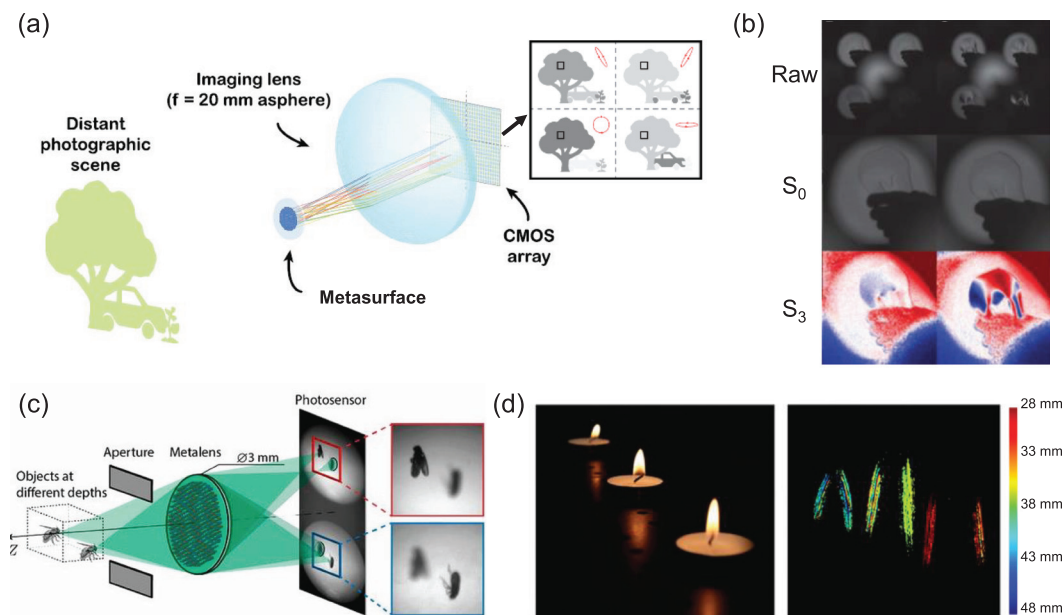 (a)
Imaging lens
(f = 20 mm asphere)
Distant
photographic
scene
CMOS
array
Metasurface
(b)
Raw
S0
S3
(c)
Photosensor
Aperture
Metalens
Ø3 mm
Objects at
different depths
z
(d)
28 mm
33 mm
38 mm
43 mm
48 mm